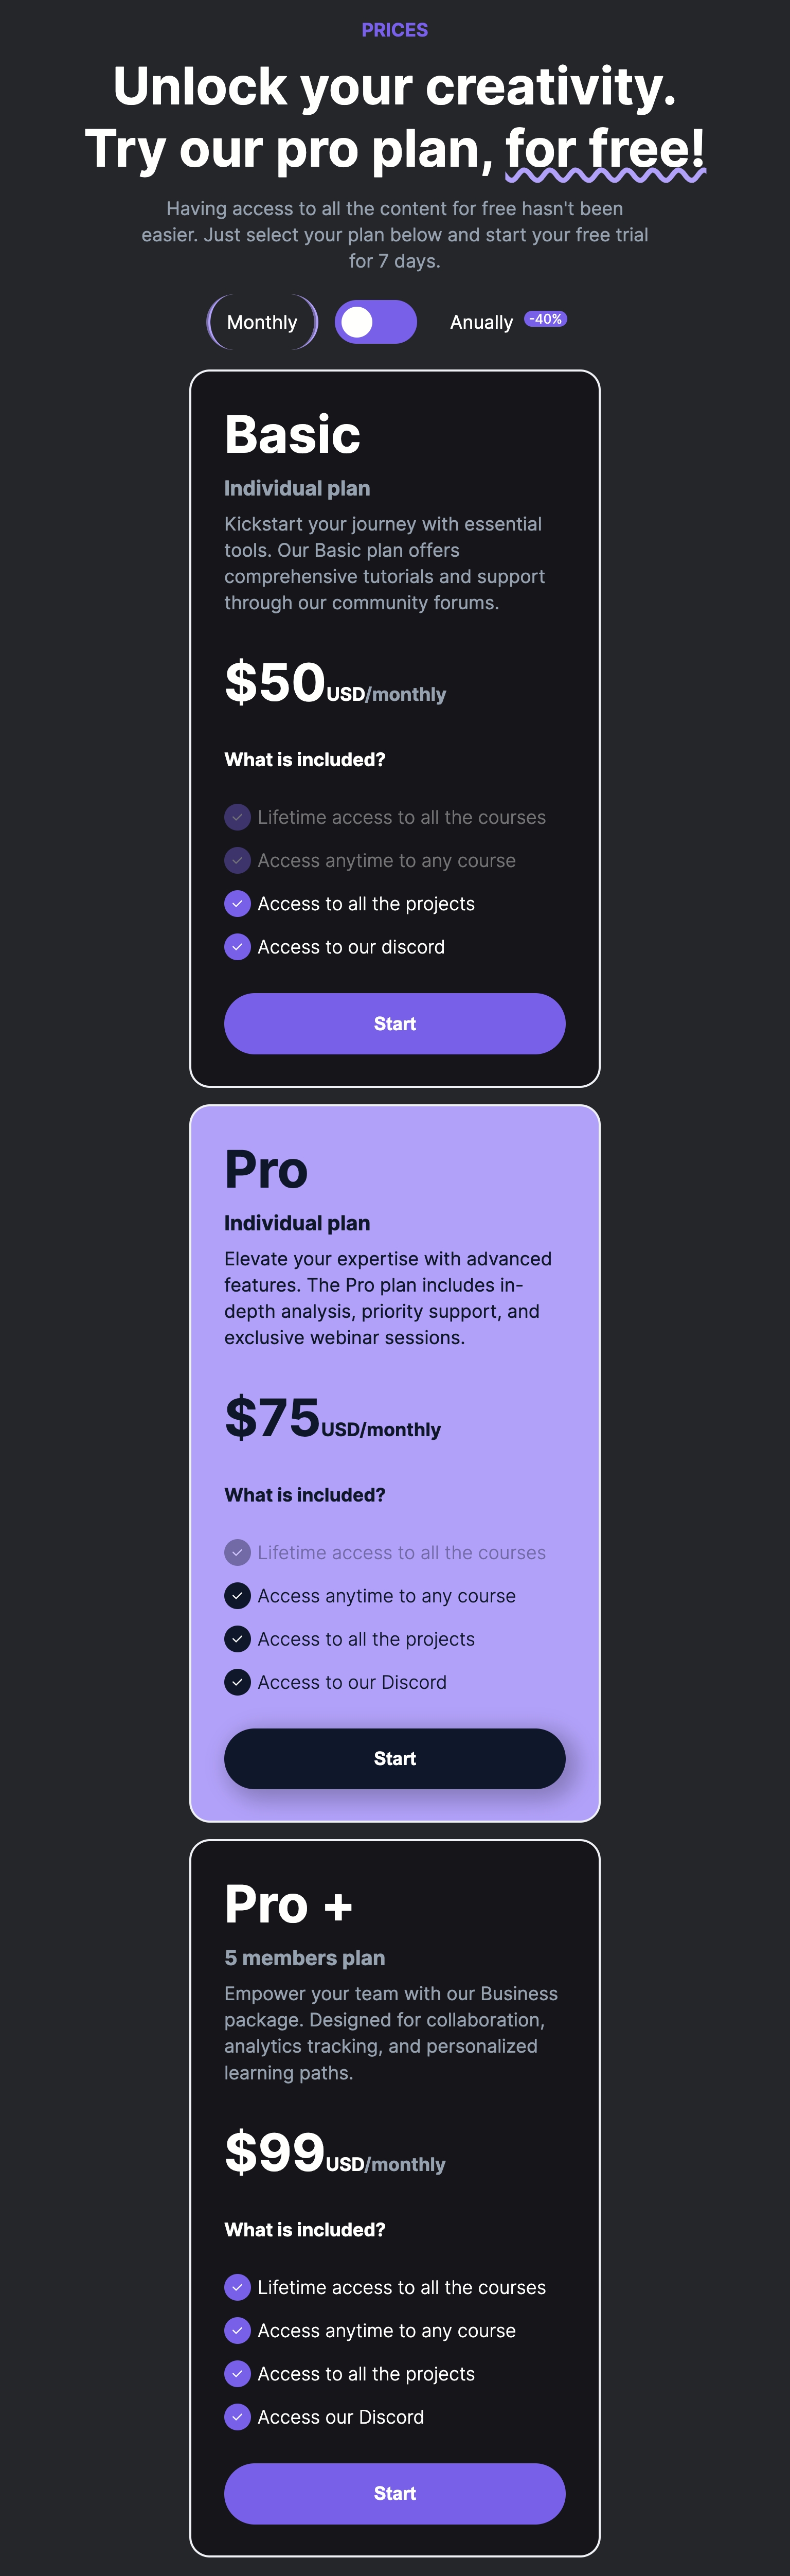 PRICES
Unlock your creativity.
Try our pro plan, for free!
Having access to all the content for free hasn't been
easier. Just select your plan below and start your free trial
for 7 days.
Monthly Anually -40%
Basic
Individual plan
Kickstart your journey with essential
tools. Our Basic plan offers
comprehensive tutorials and support
through our community forums.
$50USD/monthly
What is included?
Lifetime access to all the courses
Access anytime to any course
Access to all the projects
Access to our discord
Start
Pro
Individual plan
Elevate your expertise with advanced
features. The Pro plan includes in-
depth analysis, priority support, and
exclusive webinar sessions.
$75USD/monthly
What is included?
Lifetime access to all the courses
Access anytime to any course
Access to all the projects
Access to our Discord
Start
Pro +
5 members plan
Empower your team with our Business
package. Designed for collaboration,
analytics tracking, and personalized
learning paths.
$99USD/monthly
What is included?
Lifetime access to all the courses
Access anytime to any course
Access to all the projects
Access our Discord
Start